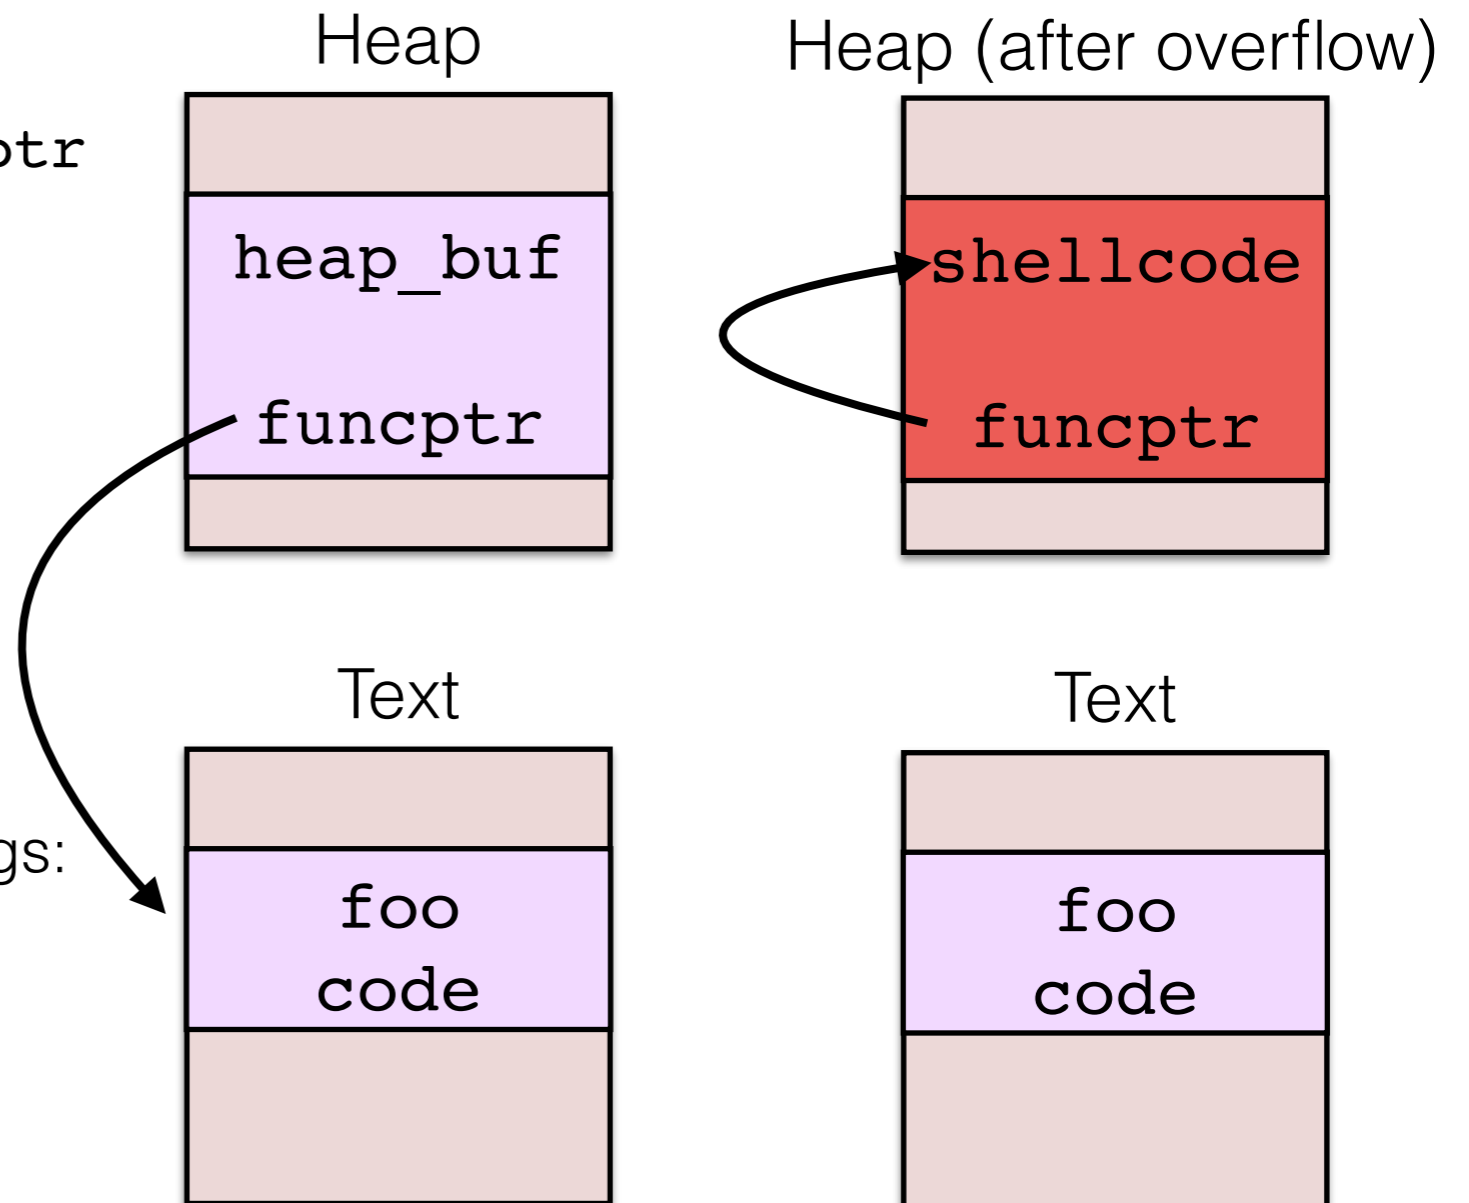 Heap
Heap (after overflow)
ptr
heap_buf
funcptr
shellcode
funcptr
Text
Text
gs:
foo
code
foo
code